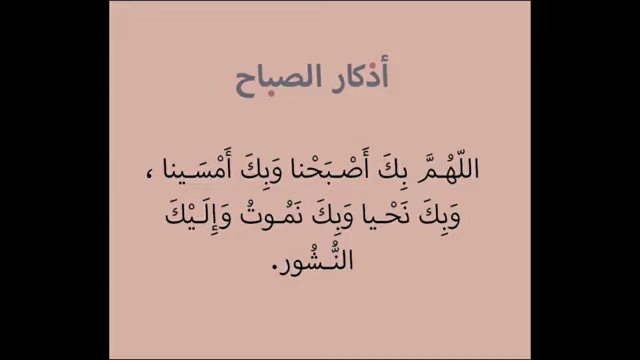 أذكار الصباح
اللّهُـمَّ بِكَ أَصْـبَحْنا وَبِكَ أَمْسَـينا ،
وَبِكَ نَحْـيا وَبِكَ نَمُـوتُ وَإِلَـيْكَ
النُّـشُور.